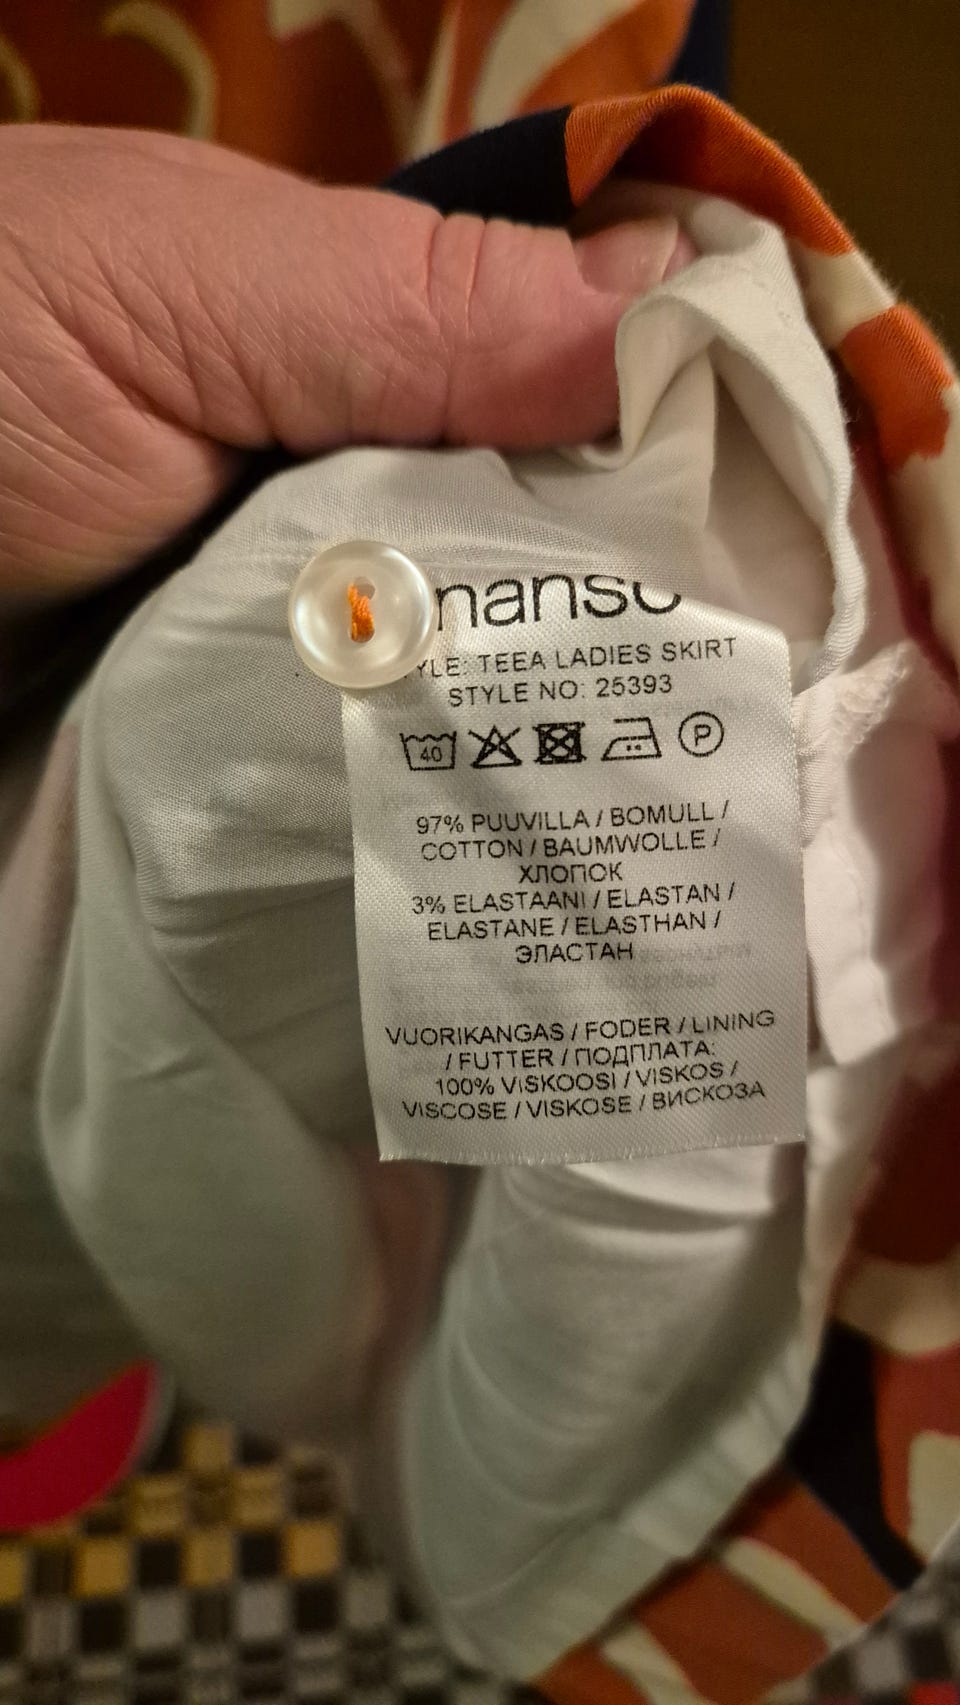 nanso
YLE: TEEA LADIES SKIRT
STYLE NO: 25393
40 P
97% PUUVILLA / BOMULL /
COTTON / BAUMWOLLE /
ХЛОПОК
3% ELASTAANI / ELASTAN /
ELASTANE / ELASTHAN /
ЭЛАСТАН
VUORIKANGAS / FODER / LINING
/ FUTTER / ПОДПЛАТА:
100% VISKOOSI / VISKOS /
VISCOSE / VISKOSE / ВИСКОЗА